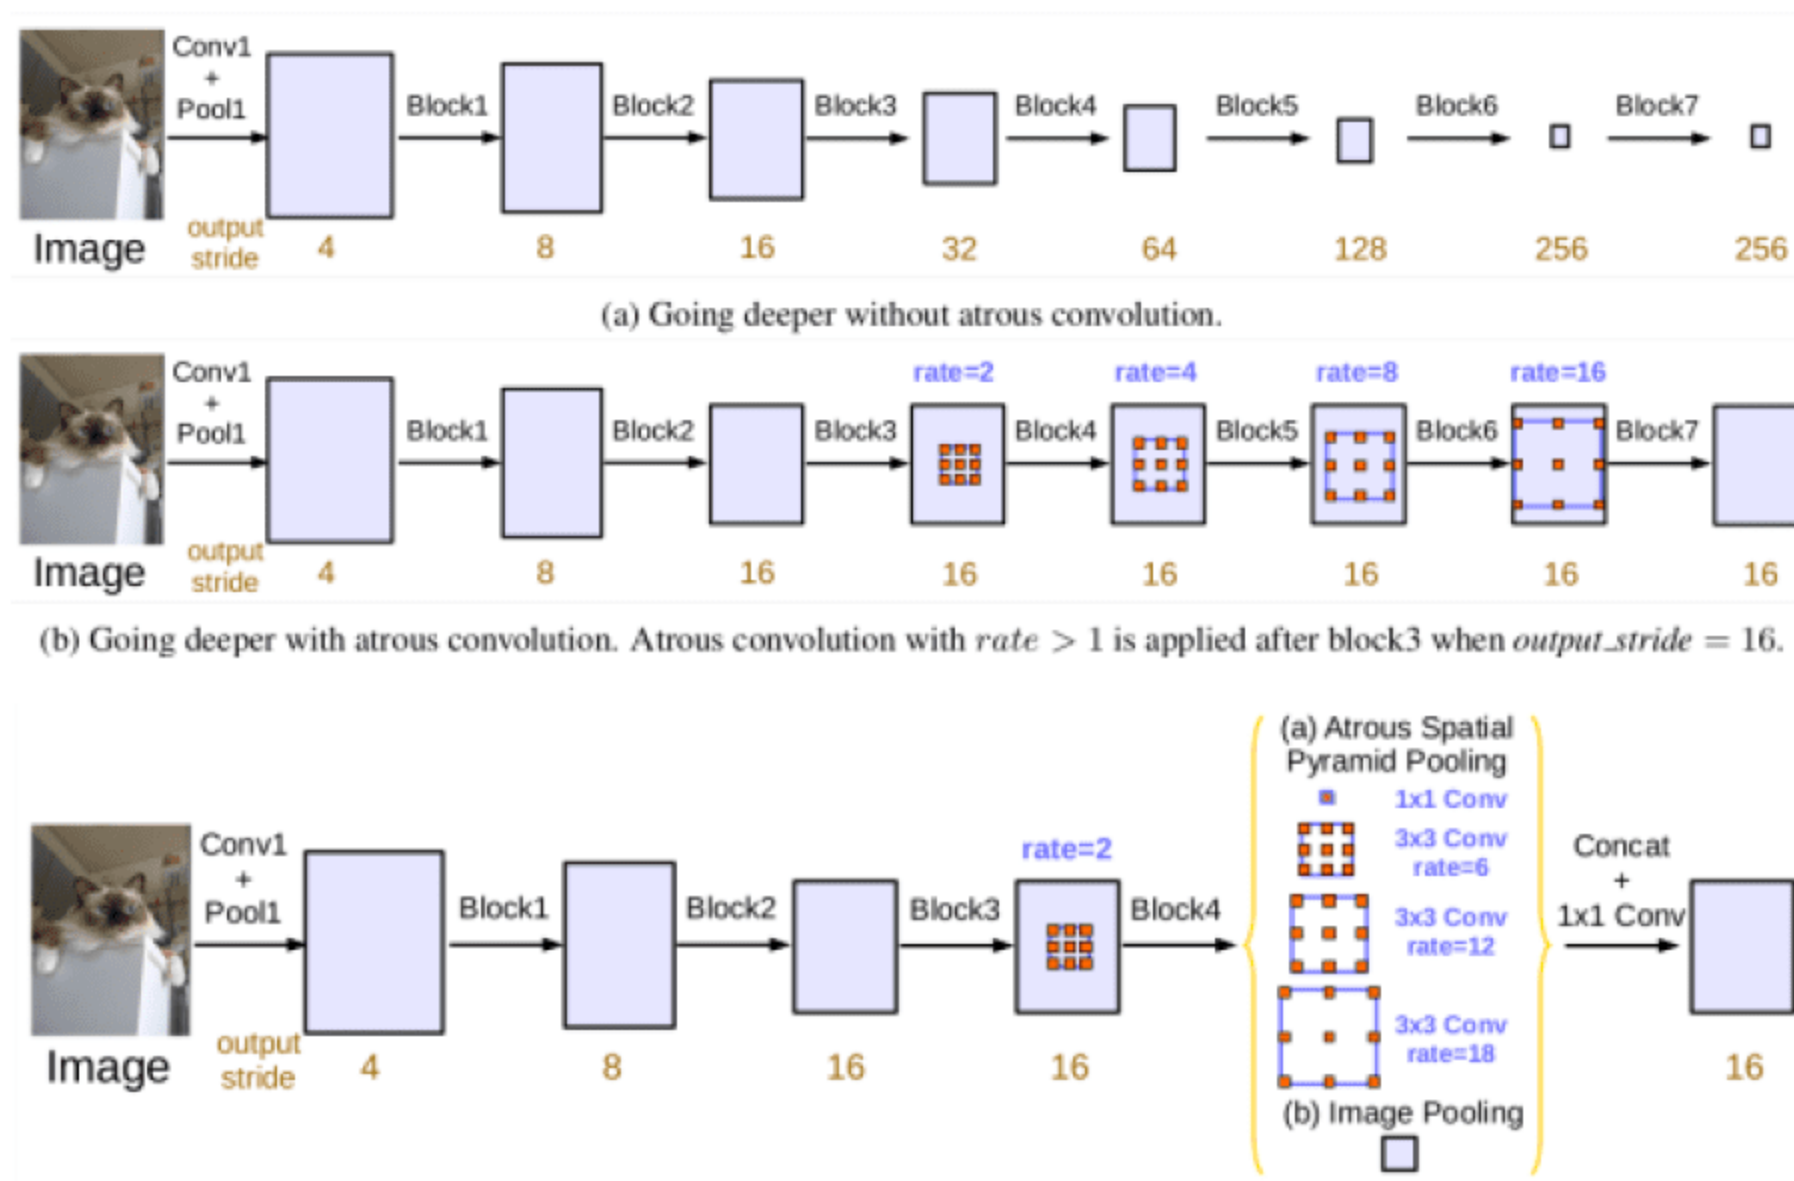 Conv1
+
Pool1
Block1
Block2
Block3
Block4
Block5
Block6
Block7
Image
output
stride
4
8
16
32
64
128
256
256
(a) Going deeper without atrous convolution.
rate=2
rate=4
rate=8
rate=16
Conv1
+
Pool1
Block1
Block2
Block3
Block4
Block5
Block6
Block7
Image
output
stride
4
8
16
16
16
16
16
16
(b) Going deeper with atrous convolution. Atrous convolution with rate > 1 is applied after block3 when output_stride = 16.
(a) Atrous Spatial
Pyramid Pooling
1x1 Conv
3x3 Conv
rate=6
3x3 Conv
rate=12
3x3 Conv
rate=18
(b) Image Pooling
Conv1
+
Pool1
Block1
Block2
Block3
rate=2
Block4
Concat
+
1x1 Conv
Image
output
stride
4
8
16
16
16